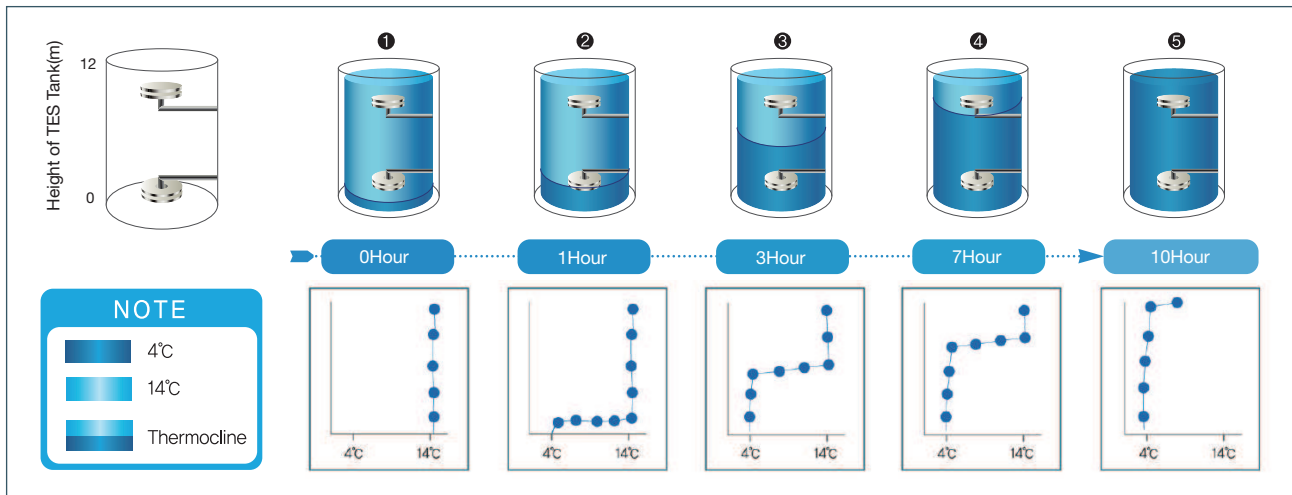 Height of TES Tank(m)
12
0
❶
❷
❸
❹
❺
0Hour
1Hour
3Hour
7Hour
10Hour
NOTE
4℃
14℃
Thermocline
4℃ 14℃
4℃ 14℃
4℃ 14℃
4℃ 14℃
4℃ 14℃